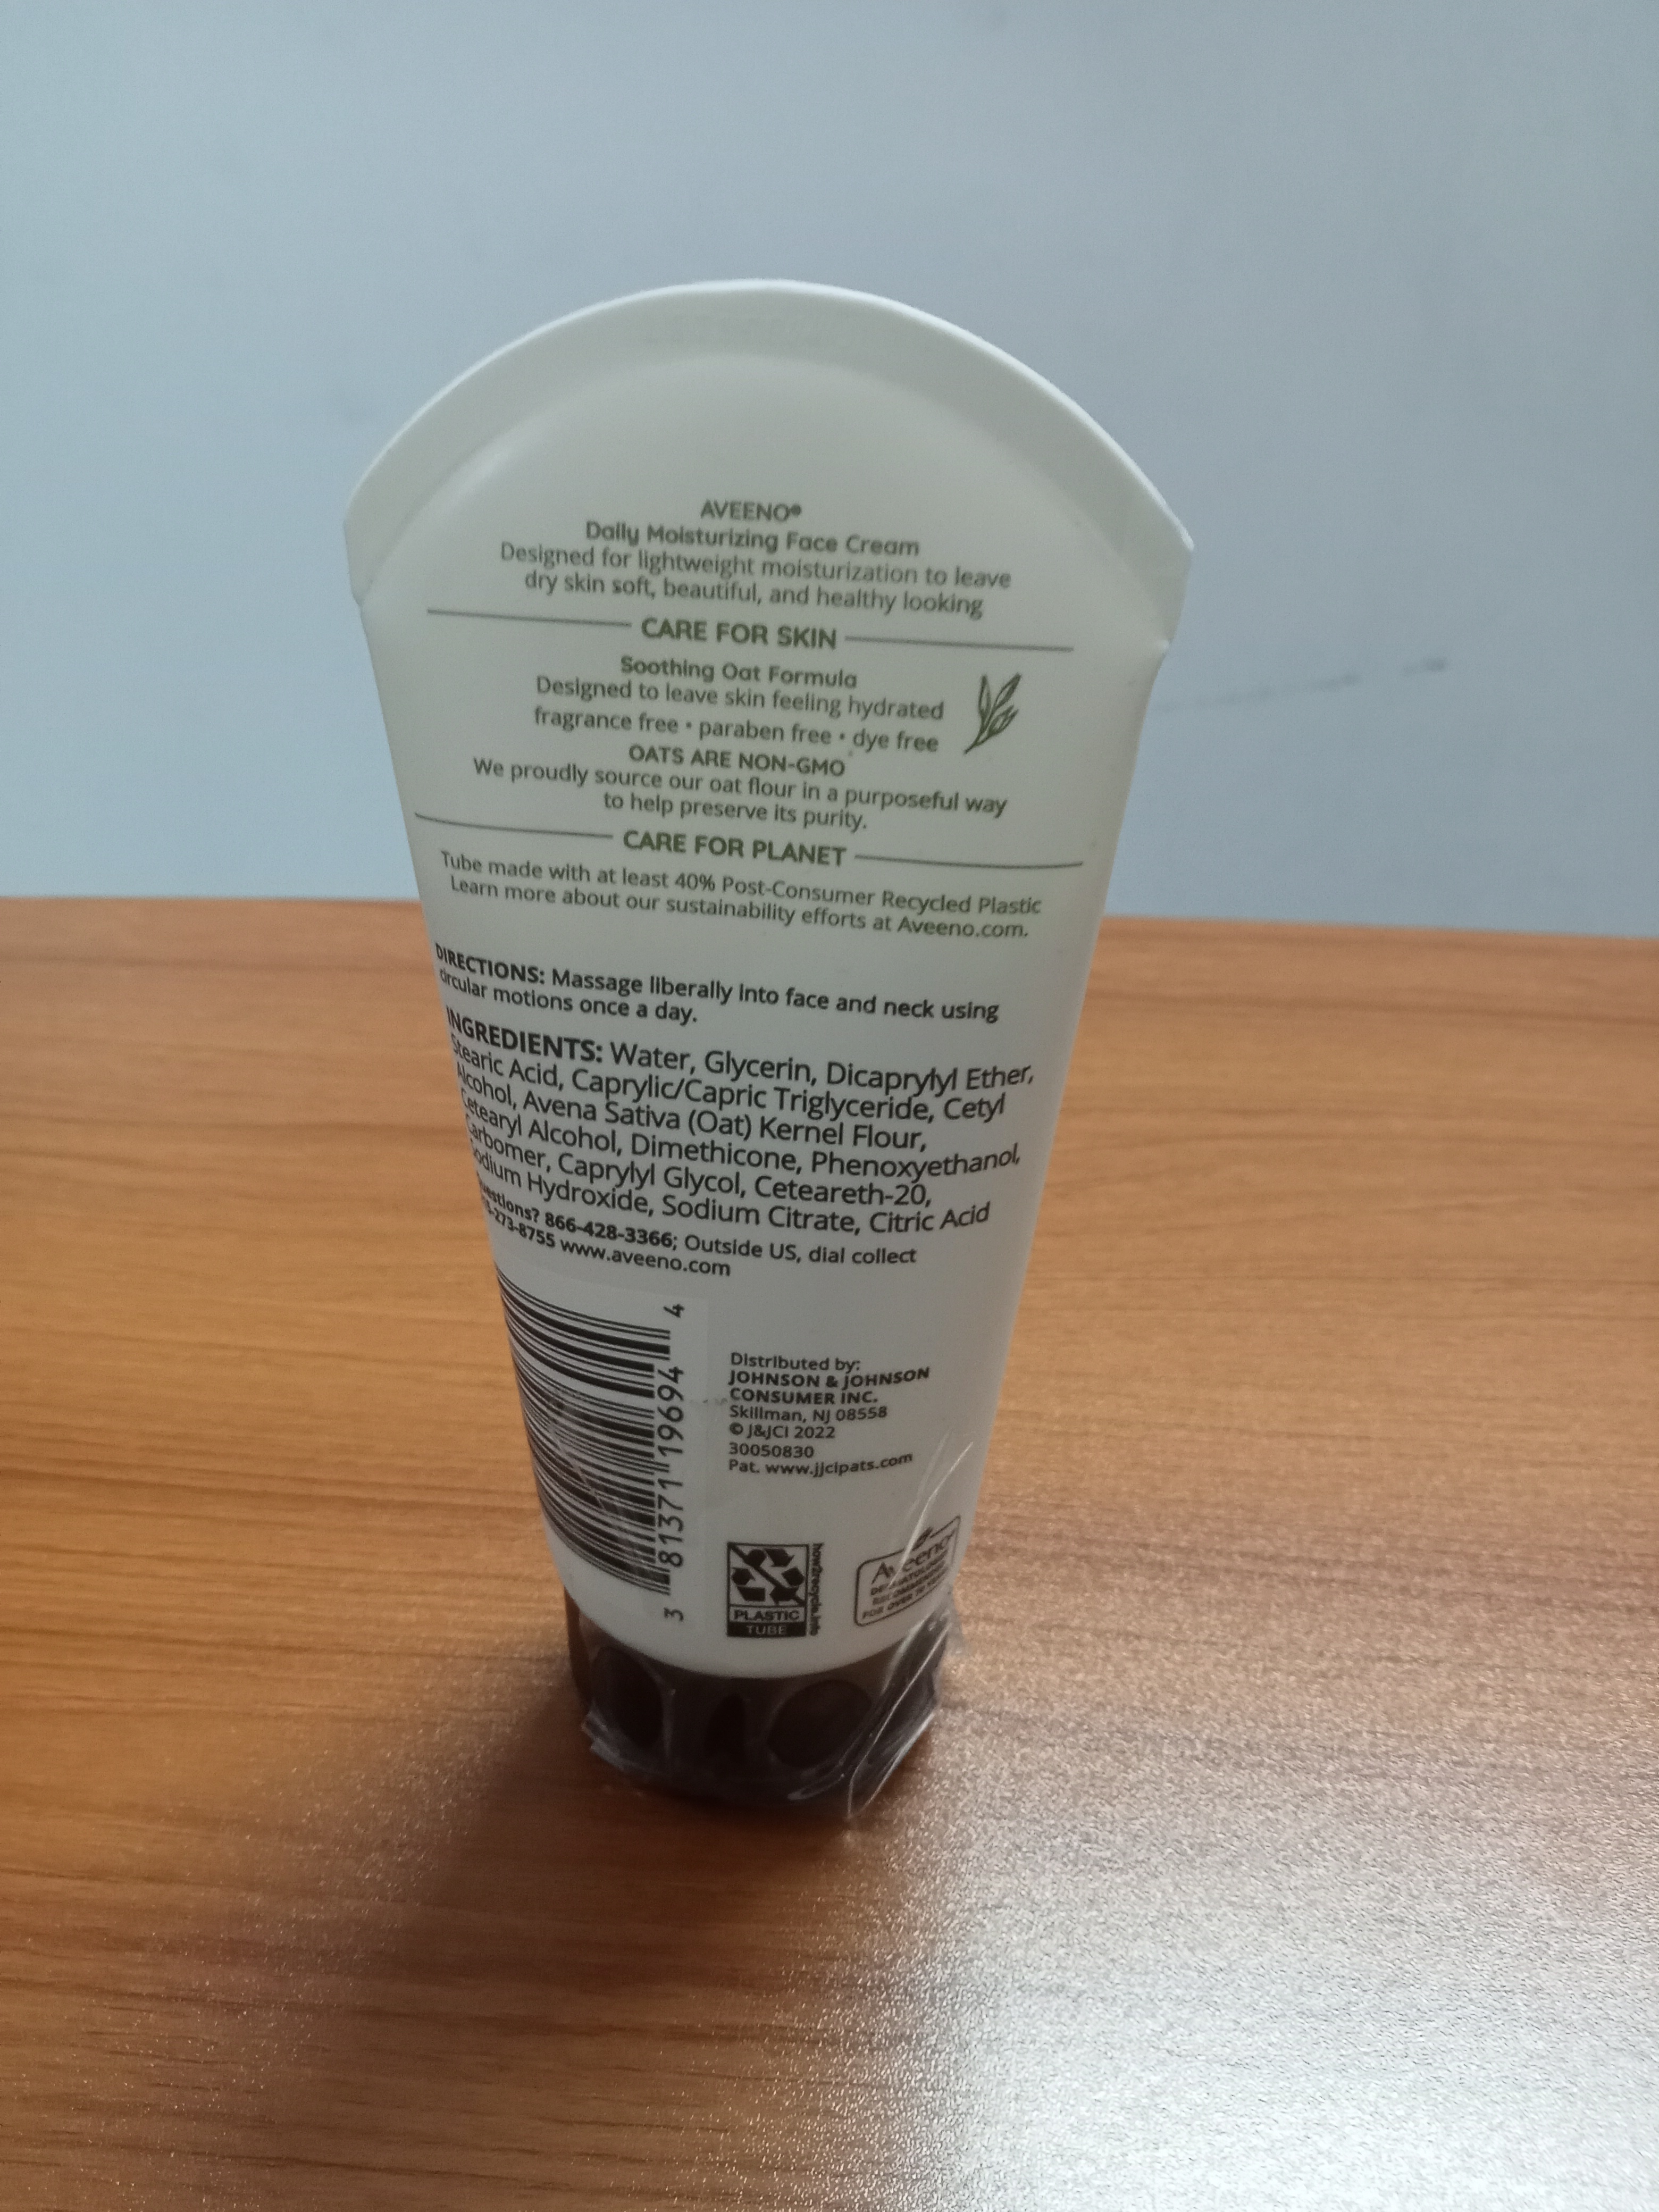 AVEENO®
Daily Moisturizing Face Cream
Designed for lightweight moisturization to leave
dry skin soft, beautiful, and healthy looking
CARE FOR SKIN
Soothing Oat Formula
Designed to leave skin feeling hydrated
fragrance free • paraben free • dye free
OATS ARE NON-GMO
We proudly source our oat flour in a purposeful way
to help preserve its purity.
CARE FOR PLANET
Tube made with at least 40% Post-Consumer Recycled Plastic
Learn more about our sustainability efforts at Aveeno.com.
DIRECTIONS: Massage liberally into face and neck using
circular motions once a day.
INGREDIENTS: Water, Glycerin, Dicaprylyl Ether,
Stearic Acid, Caprylic/Capric Triglyceride, Cetyl
Alcohol, Avena Sativa (Oat) Kernel Flour,
Cetearyl Alcohol, Dimethicone, Phenoxyethanol,
Carbomer, Caprylyl Glycol, Ceteareth-20,
Sodium Hydroxide, Sodium Citrate, Citric Acid
Questions? 866-428-3366; Outside US, dial collect
273-8755 www.aveeno.com
3 81371 19694 4
Distributed by:
JOHNSON & JOHNSON
CONSUMER INC.
Skillman, NJ 08558
© J&JCI 2022
30050830
Pat. www.jjcipats.com
PLASTIC
TUBE
how2recycle.info
Aveeno
DERMATOLOGIST
RECOMMENDED
FOR OVER